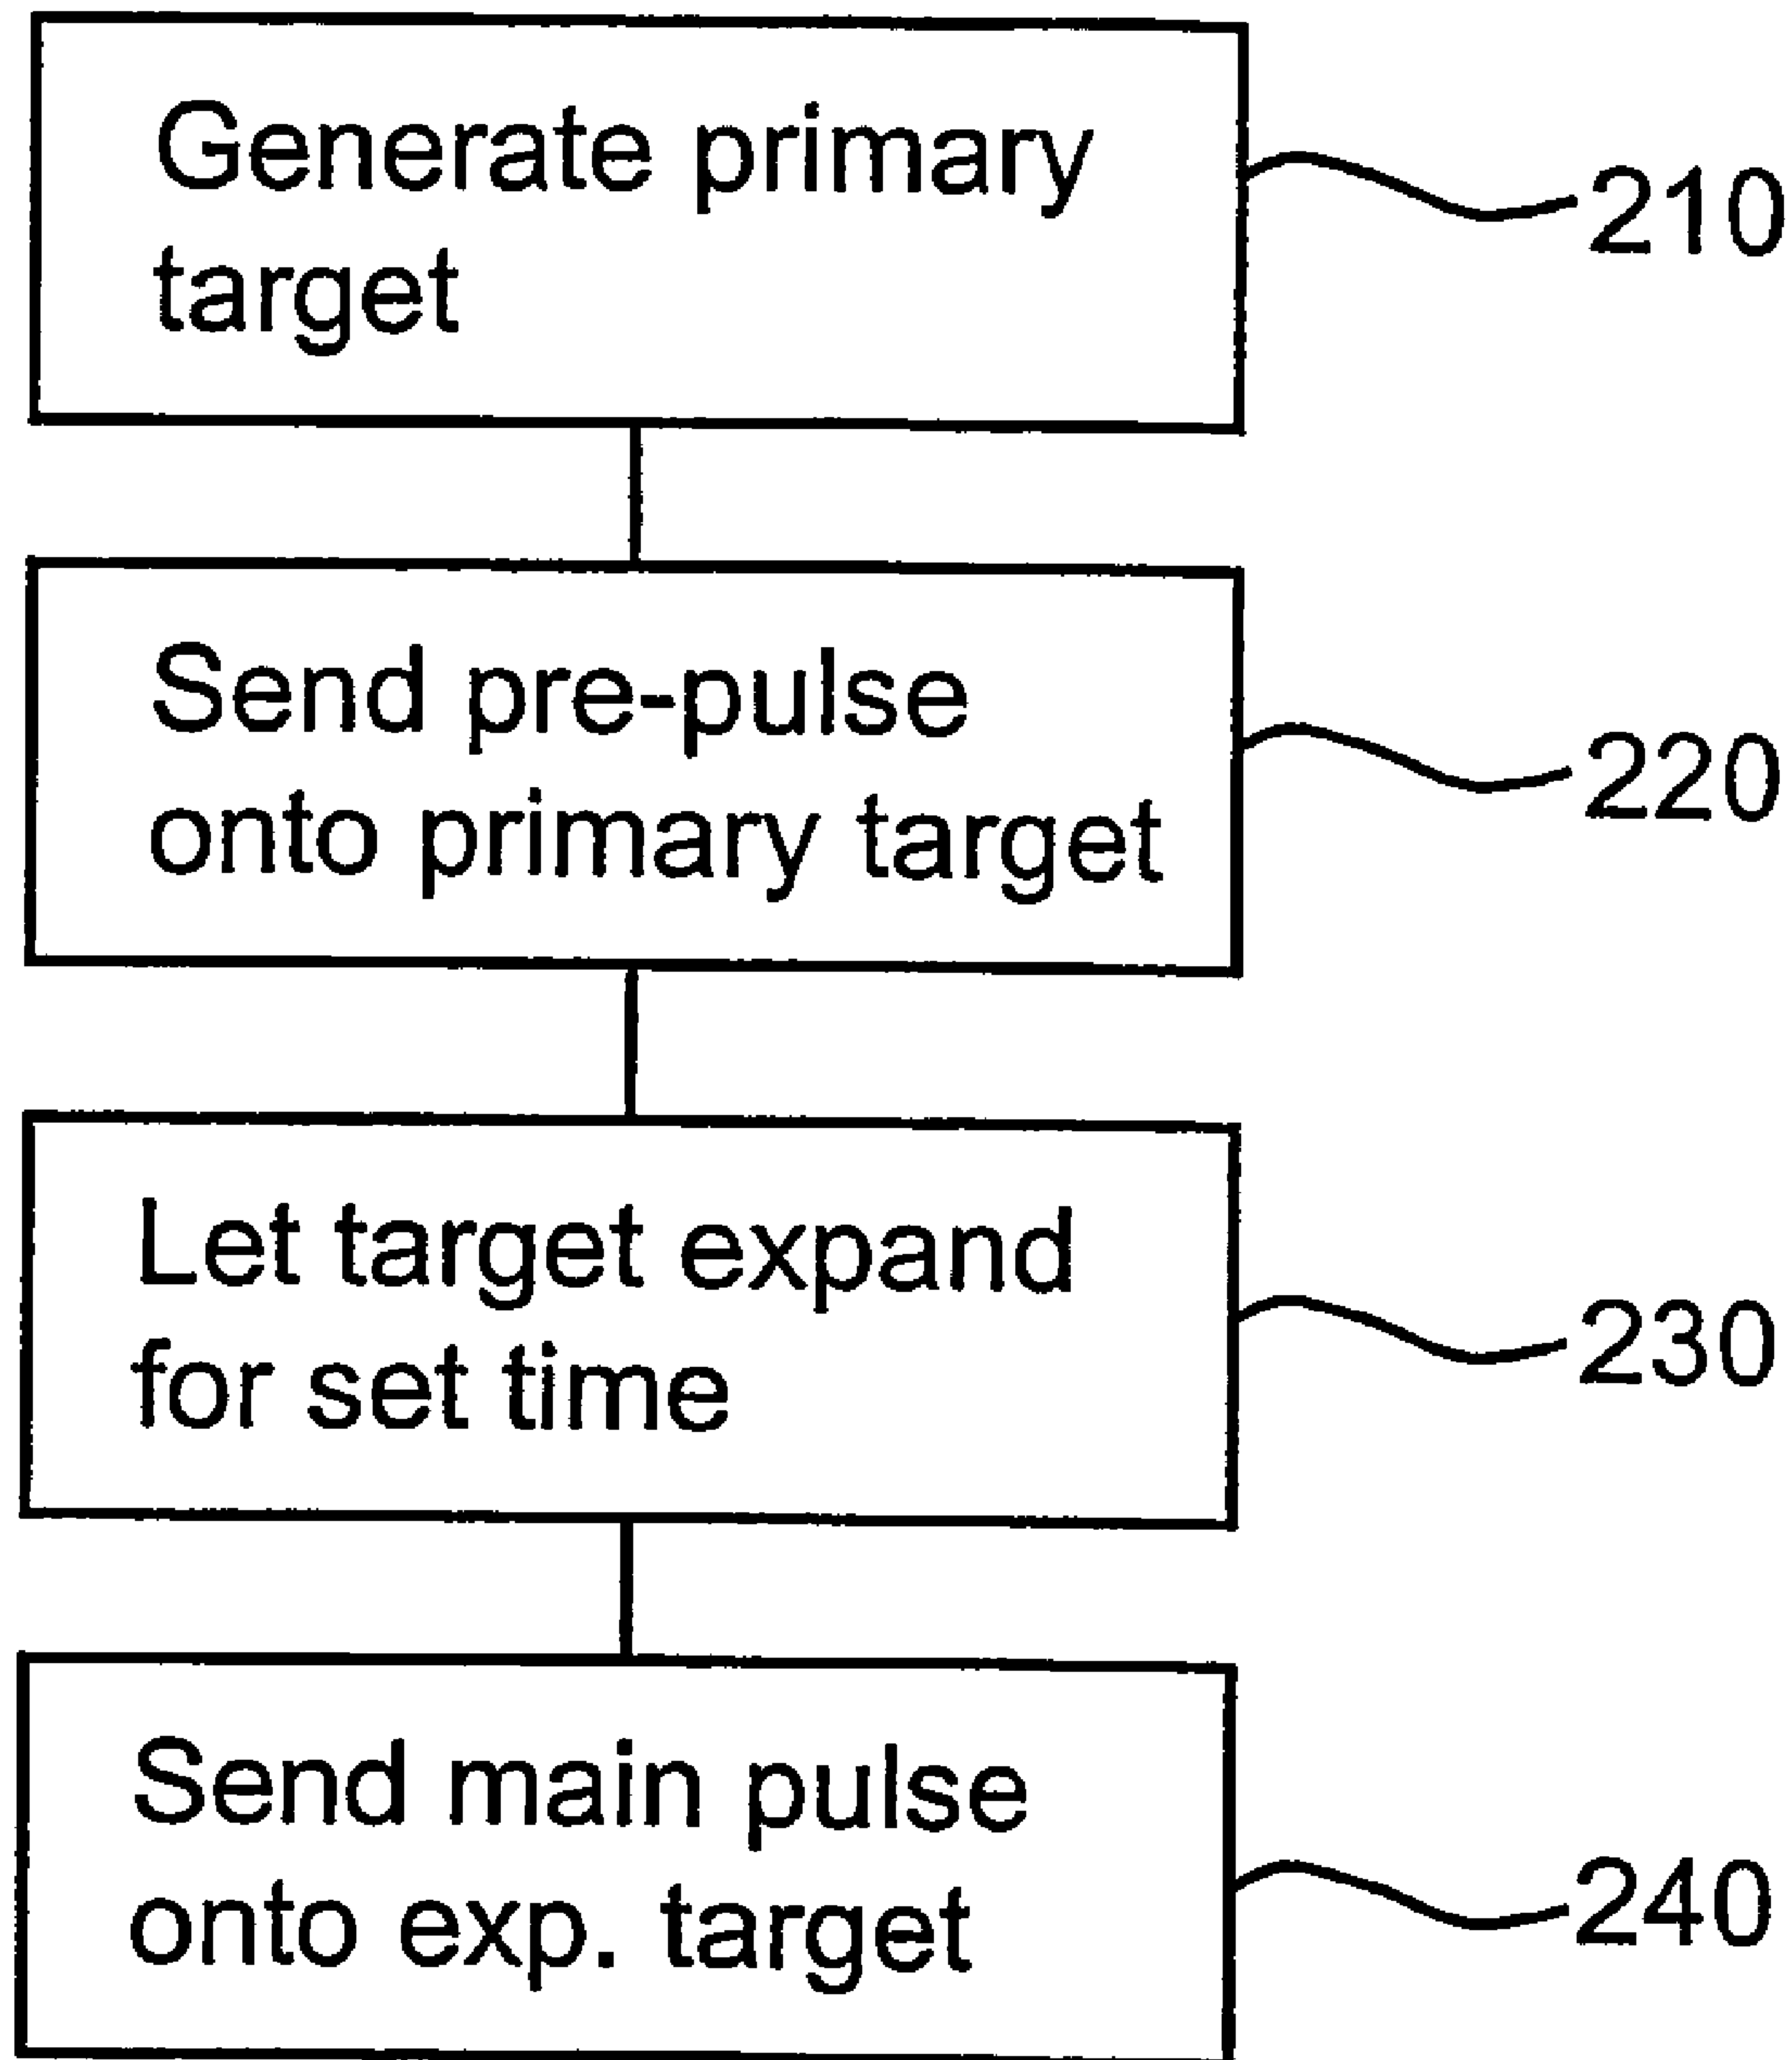 Generate primary
target
210
Send pre-pulse
onto primary target
220
Let target expand
for set time
230
Send main pulse
onto exp. target
240